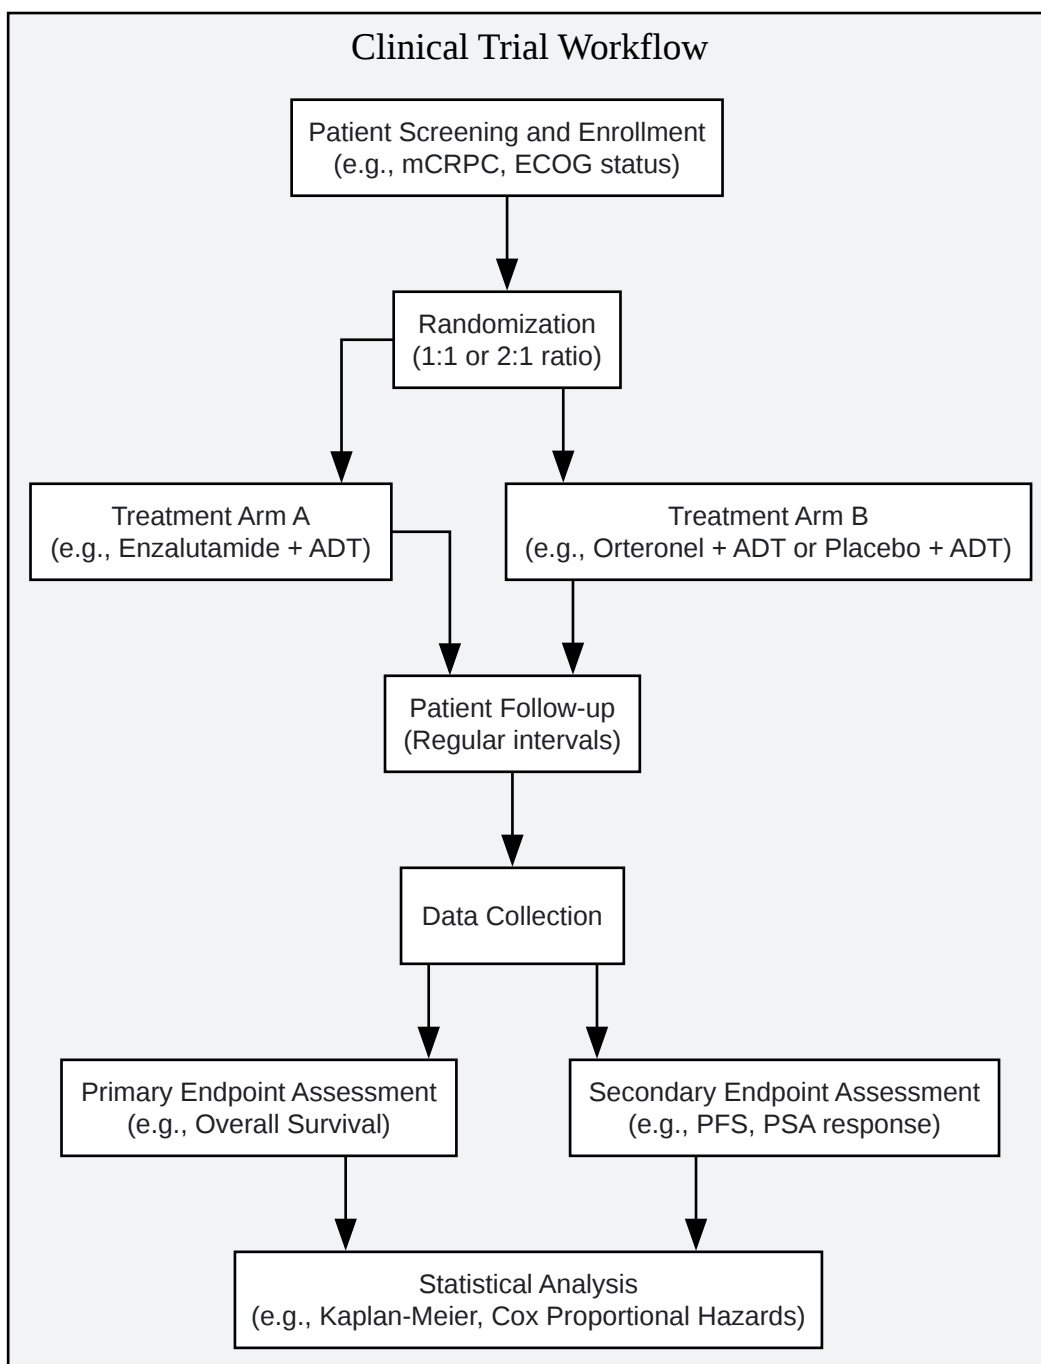 Clinical Trial Workflow
Patient Screening and Enrollment
(e.g., mCRPC, ECOG status)
Randomization
(1:1 or 2:1 ratio)
Treatment Arm A
(e.g., Enzalutamide + ADT)
Treatment Arm B
(e.g., Orteronel + ADT or Placebo + ADT)
Patient Follow-up
(Regular intervals)
Data Collection
Primary Endpoint Assessment
(e.g., Overall Survival)
Secondary Endpoint Assessment
(e.g., PFS, PSA response)
Statistical Analysis
(e.g., Kaplan-Meier, Cox Proportional Hazards)